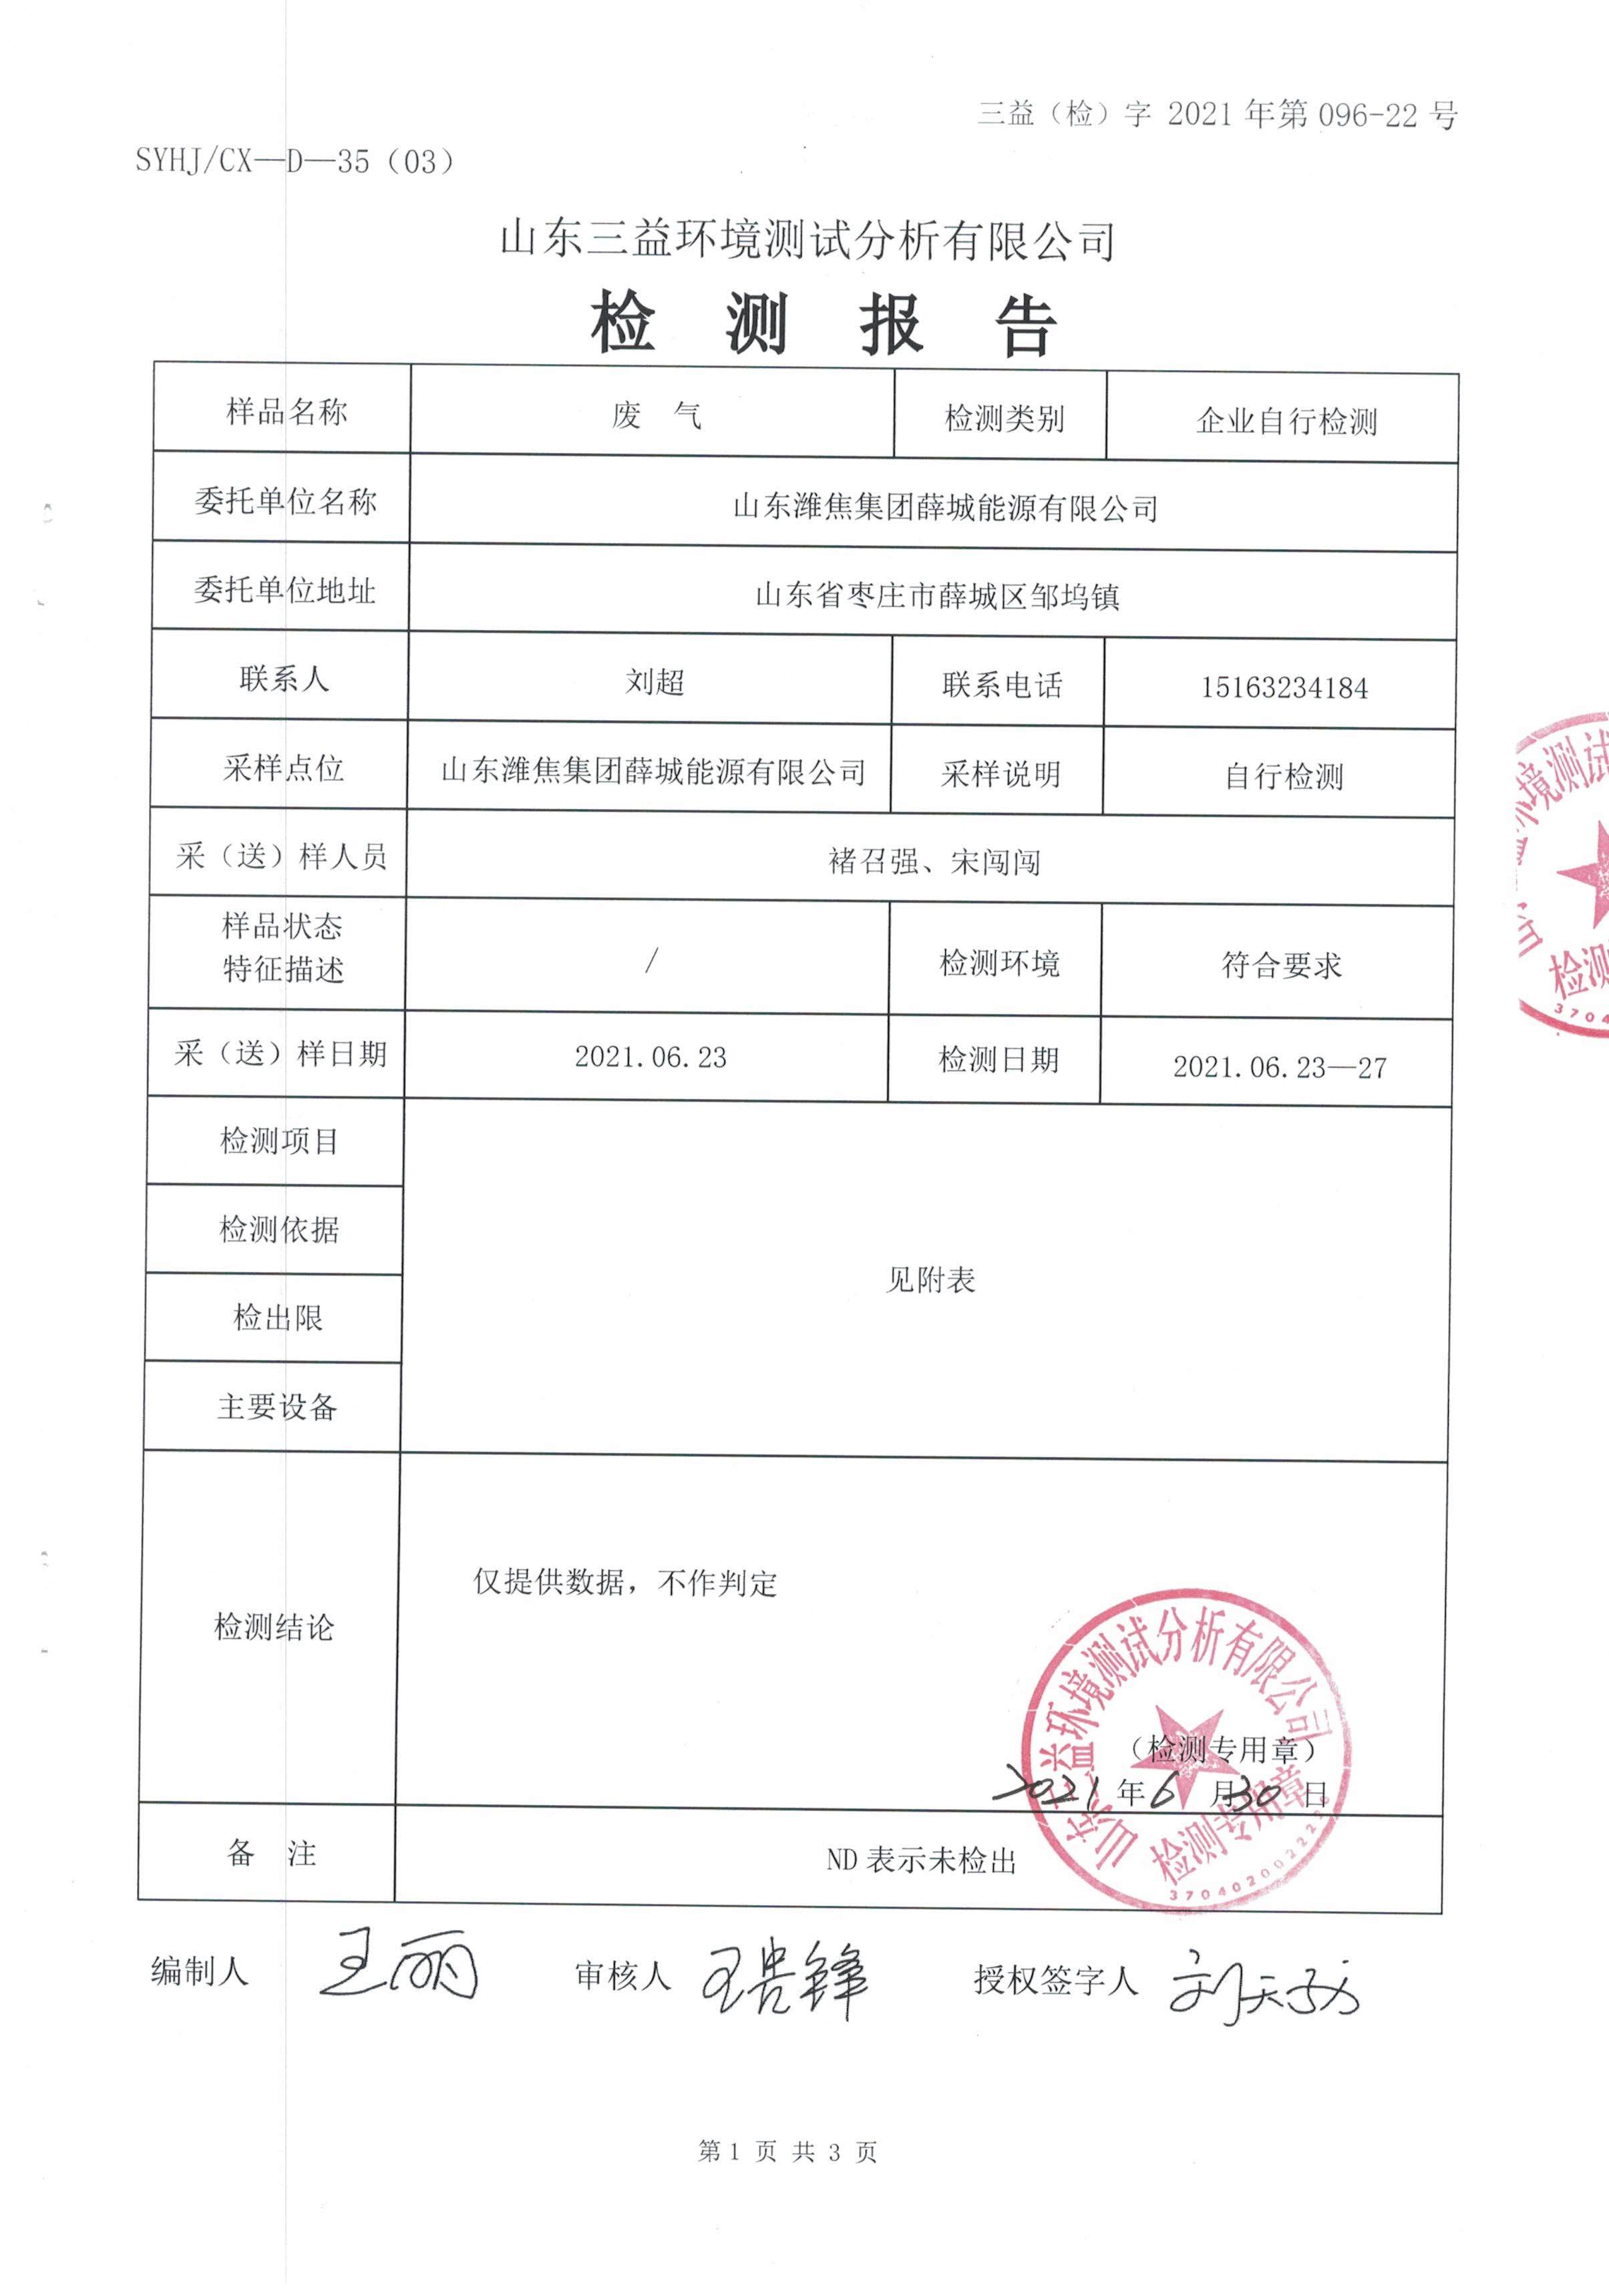 三益（检）字 2021 年第 096-22 号
SYHJ/CX—D—35（03）
山东三益环境测试分析有限公司
检 测 报 告
样品名称 废 气 检测类别 企业自行检测
委托单位名称 山东潍焦集团薛城能源有限公司
委托单位地址 山东省枣庄市薛城区邹坞镇
联系人 刘超 联系电话 15163234184
采样点位 山东潍焦集团薛城能源有限公司 采样说明 自行检测
采（送）样人员 褚召强、宋闯闯
样品状态
特征描述 / 检测环境 符合要求
采（送）样日期 2021.06.23 检测日期 2021.06.23—27
检测项目
检测依据
检出限
主要设备
见附表
检测结论
仅提供数据，不作判定
山东三益环境测试分析有限公司
（检测专用章）
2021 年 6 月 30 日
检测专用章
3704020022226
备 注 ND 表示未检出
编制人 王丽 审核人 授权签字人
第 1 页 共 3 页
环境测试
检测
3704